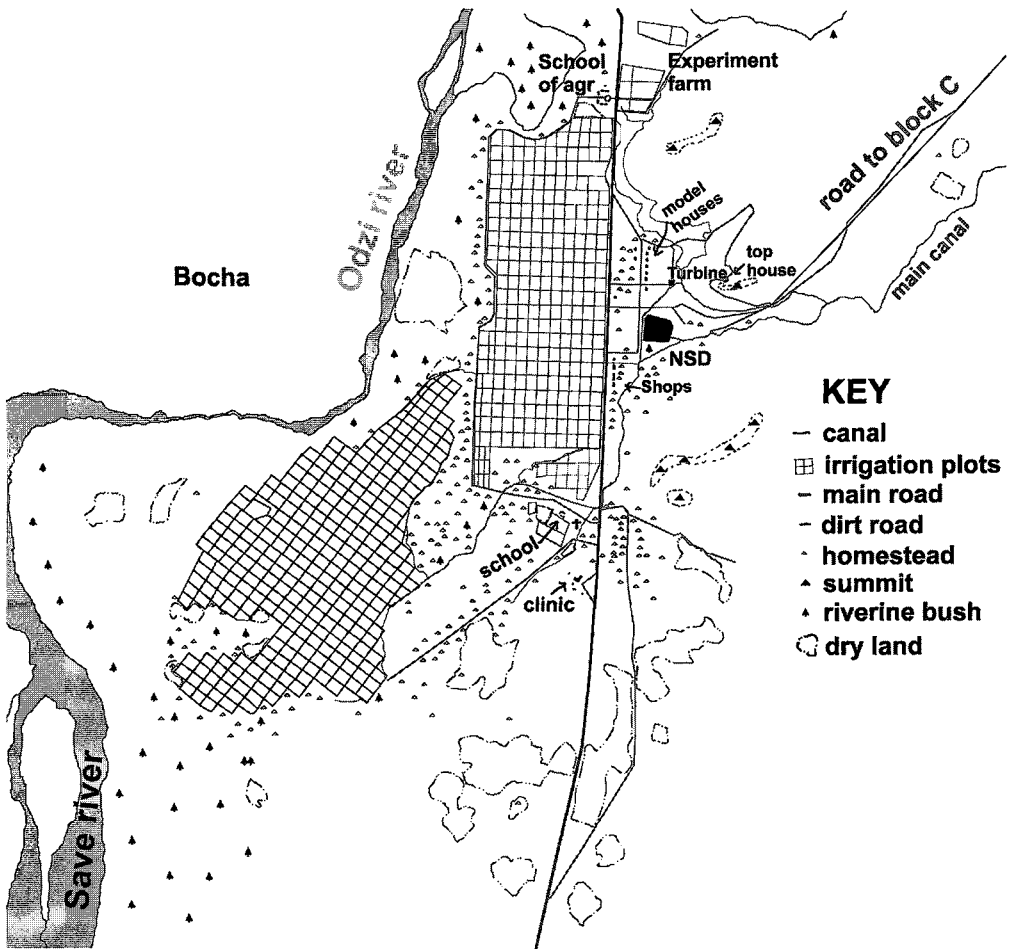 School
of agr
Experiment
farm
road to block C
Odzi river
model
houses
Bocha
top
house
Turbine
main canal
NSD
Shops
KEY
canal
irrigation plots
main road
dirt road
homestead
summit
riverine bush
dry land
school
clinic
Save river